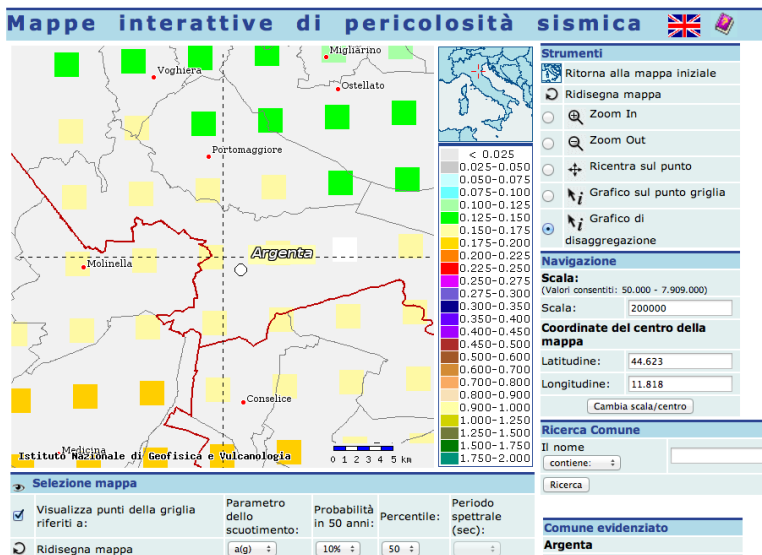 Mappe interattive di pericolosità sismica
Migliarino
Voghiera
Ostellato
Portomaggiore
Argenta
Molinella
Conselice
Medicina
Istituto Nazionale di Geofisica e Vulcanologia
0 1 2 3 4 5 km
< 0.025
0.025-0.050
0.050-0.075
0.075-0.100
0.100-0.125
0.125-0.150
0.150-0.175
0.175-0.200
0.200-0.225
0.225-0.250
0.250-0.275
0.275-0.300
0.300-0.350
0.350-0.400
0.400-0.450
0.450-0.500
0.500-0.600
0.600-0.700
0.700-0.800
0.800-0.900
0.900-1.000
1.000-1.250
1.250-1.500
1.500-1.750
1.750-2.000
Strumenti
Ritorna alla mappa iniziale
Ridisegna mappa
Zoom In
Zoom Out
Ricentra sul punto
i Grafico sul punto griglia
i Grafico di
disaggregazione
Navigazione
Scala:
(Valori consentiti: 50.000 - 7.909.000)
Scala: 200000
Coordinate del centro della
mappa
Latitudine: 44.623
Longitudine: 11.818
Cambia scala/centro
Ricerca Comune
Il nome
contiene:
Ricerca
Comune evidenziato
Argenta
Selezione mappa
Visualizza punti della griglia
riferiti a:
Parametro
dello
scuotimento:
Probabilità
in 50 anni:
Percentile:
Periodo
spettrale
(sec):
Ridisegna mappa
a(g)
10%
50